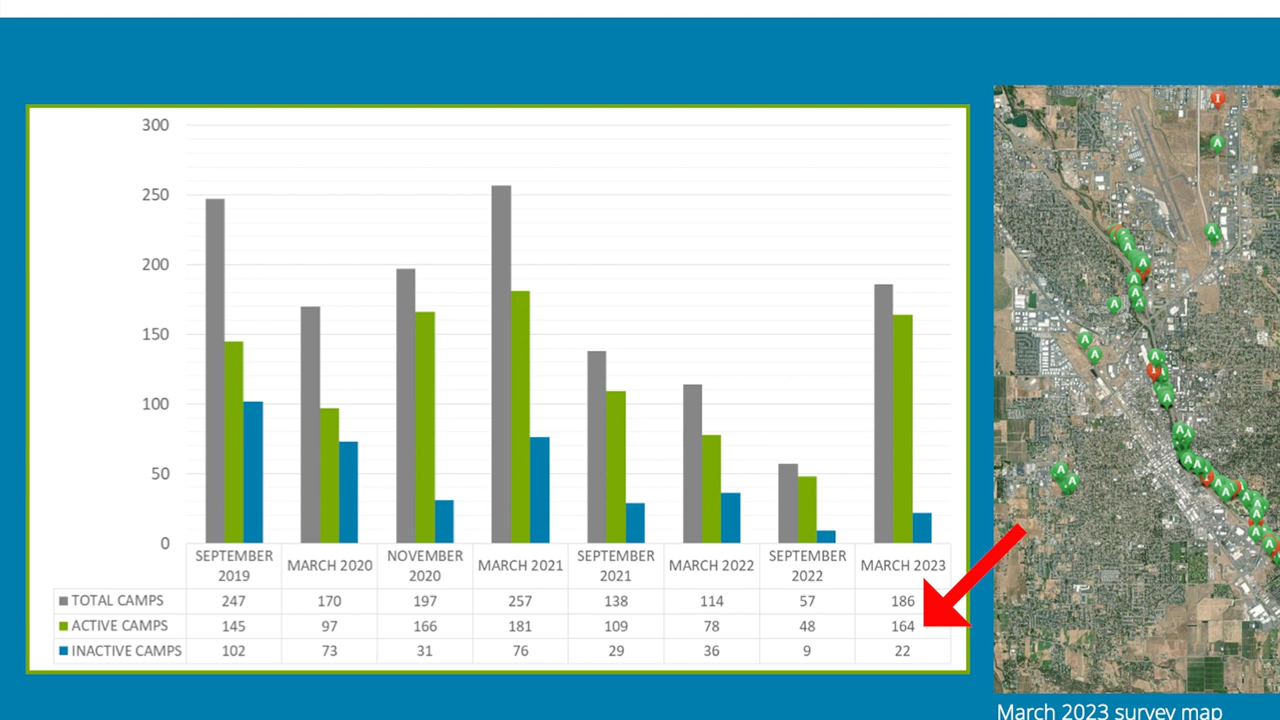 300
250
200
150
100
50
0
SEPTEMBER 2019 MARCH 2020 NOVEMBER 2020 MARCH 2021 SEPTEMBER 2021 MARCH 2022 SEPTEMBER 2022 MARCH 2023
TOTAL CAMPS 247 170 197 257 138 114 57 186
ACTIVE CAMPS 145 97 166 181 109 78 48 164
INACTIVE CAMPS 102 73 31 76 29 36 9 22
I
A
A
A
A
A
A
A
A
A
A
A
A
I
A
A
A
A
A
A
A
A
A
A
A
A
March 2023 survey map